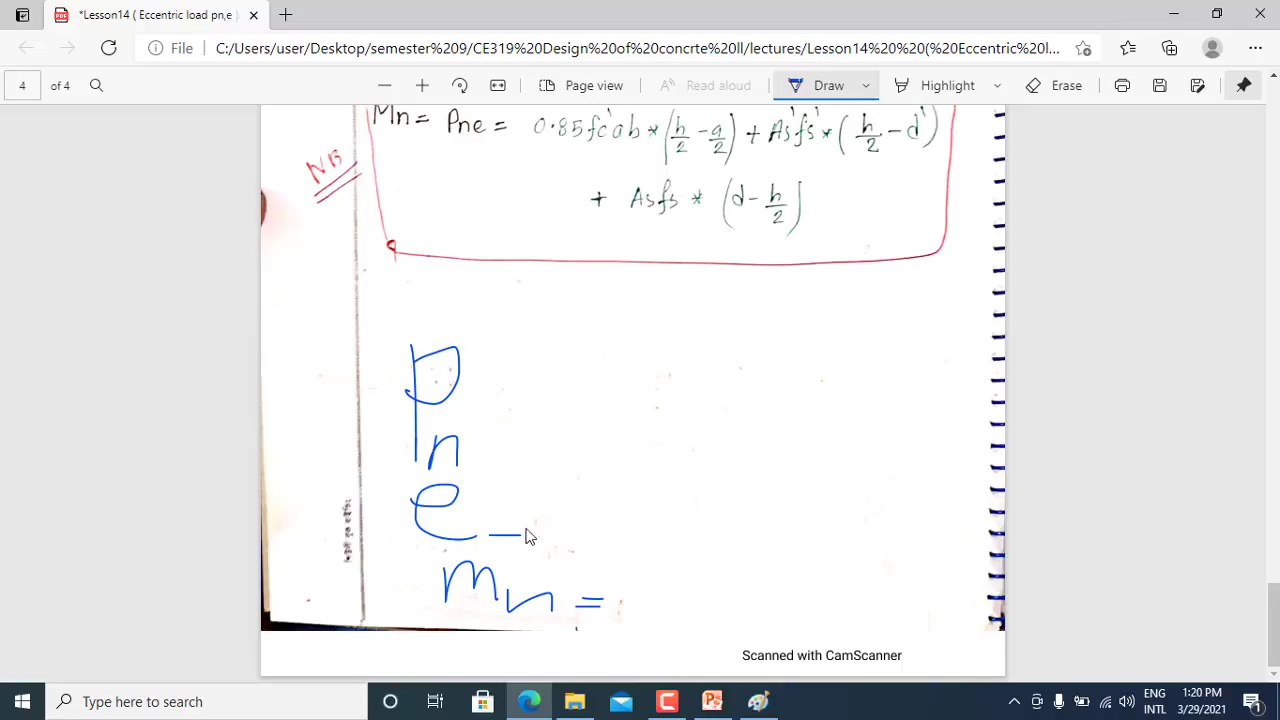 *Lesson14 ( Eccentric load pn,e
File C:/Users/user/Desktop/semester%209/CE319%20Design%20of%20concrte%20ll/lectures/Lesson14%20%20(%20Eccentric%20l...
4 of 4 Page view Read aloud Draw Highlight Erase
Mn = Pne = 0.85fc'ab * (h/2 - a/2) + As'fs' * (h/2 - d')
NB
+ Asfs * (d - h/2)
P
n
e —
Mn =
Scanned with CamScanner
Type here to search
ENG
INTL
1:20 PM
3/29/2021
1